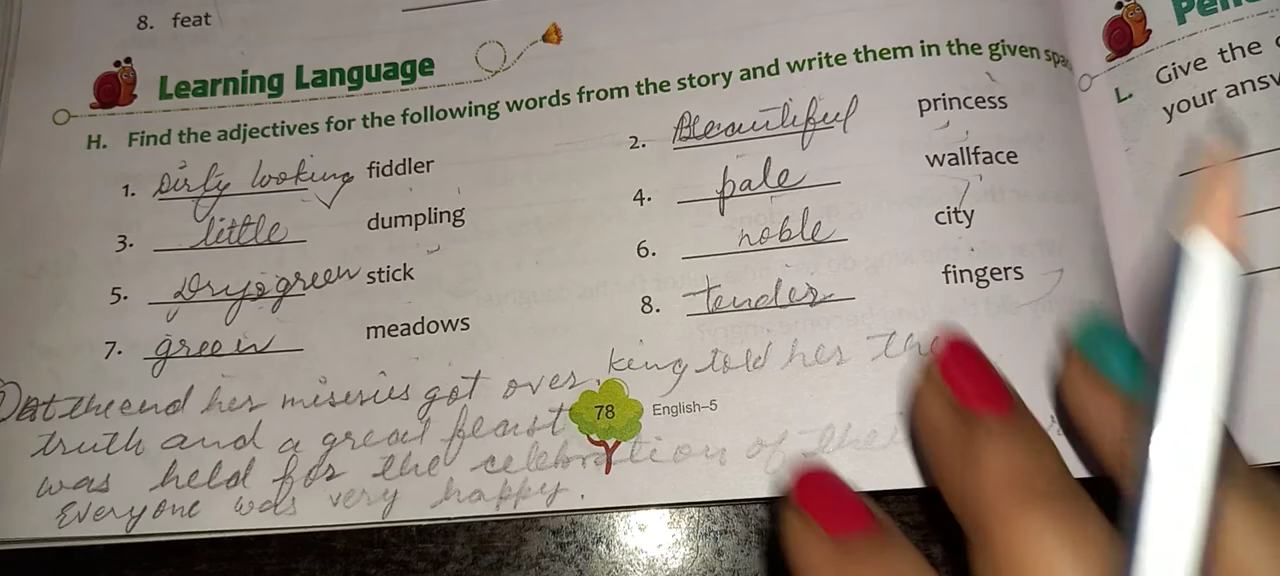 8. feat
Learning Language
H. Find the adjectives for the following words from the story and write them in the given
1. Dirty looking fiddler
2. Beautiful princess
3. little dumpling
4. pale wallface
5. Dry green stick
6. noble city
7. green meadows
8. tender fingers
At the end her miseries got over. king told her
truth and a great feast
was held for the celebration of
Everyone was very happy.
78 English–5
L. Give the
your